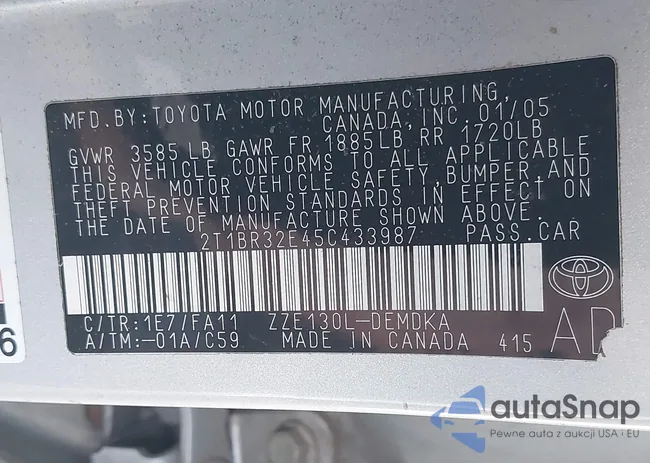 MFD. BY: TOYOTA MOTOR MANUFACTURING,
CANADA, INC. 01/05
GVWR 3585 LB GAWR FR 1885LB RR 1720LB
THIS VEHICLE CONFORMS TO ALL APPLICABLE
FEDERAL MOTOR VEHICLE SAFETY, BUMPER, AND
THEFT PREVENTION STANDARDS IN EFFECT ON
THE DATE OF MANUFACTURE SHOWN ABOVE.
2T1BR32E45C433987 PASS. CAR
C/TR: 1E7/FA11 ZZE130L-DEMDKA
A/TM: -01A/C59 MADE IN CANADA 415
6
autaSnap
Pewne auta z aukcji USA i EU